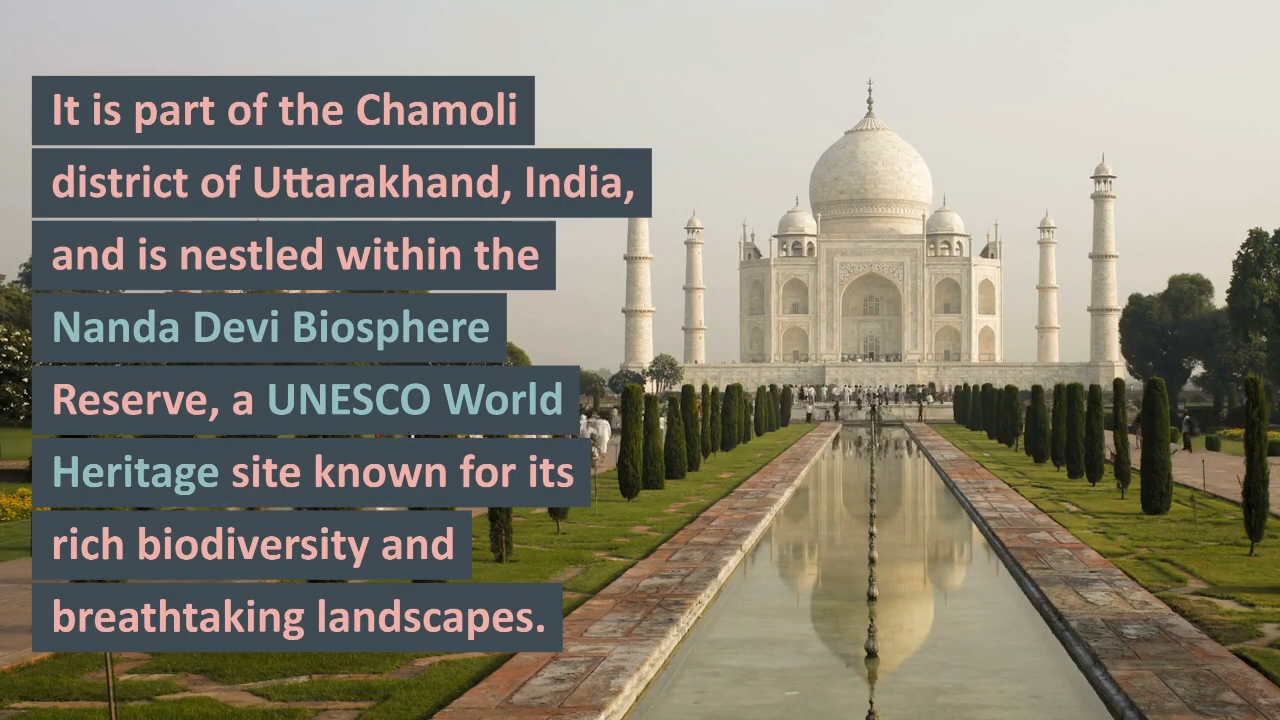 It is part of the Chamoli
district of Uttarakhand, India,
and is nestled within the
Nanda Devi Biosphere
Reserve, a UNESCO World
Heritage site known for its
rich biodiversity and
breathtaking landscapes.